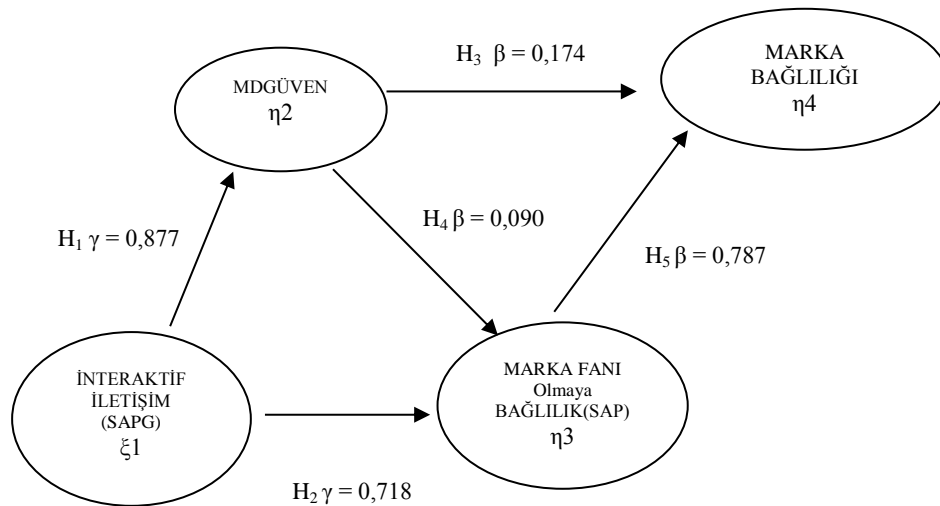 H3 β = 0,174
MARKA
BAĞLILIĞI
η4
MDGÜVEN
η2
H1 γ = 0,877
H4 β = 0,090
H5 β = 0,787
İNTERAKTİF
İLETİŞİM
(SAPG)
ξ1
MARKA FANI
Olmaya
BAĞLILIK(SAP)
η3
H2 γ = 0,718